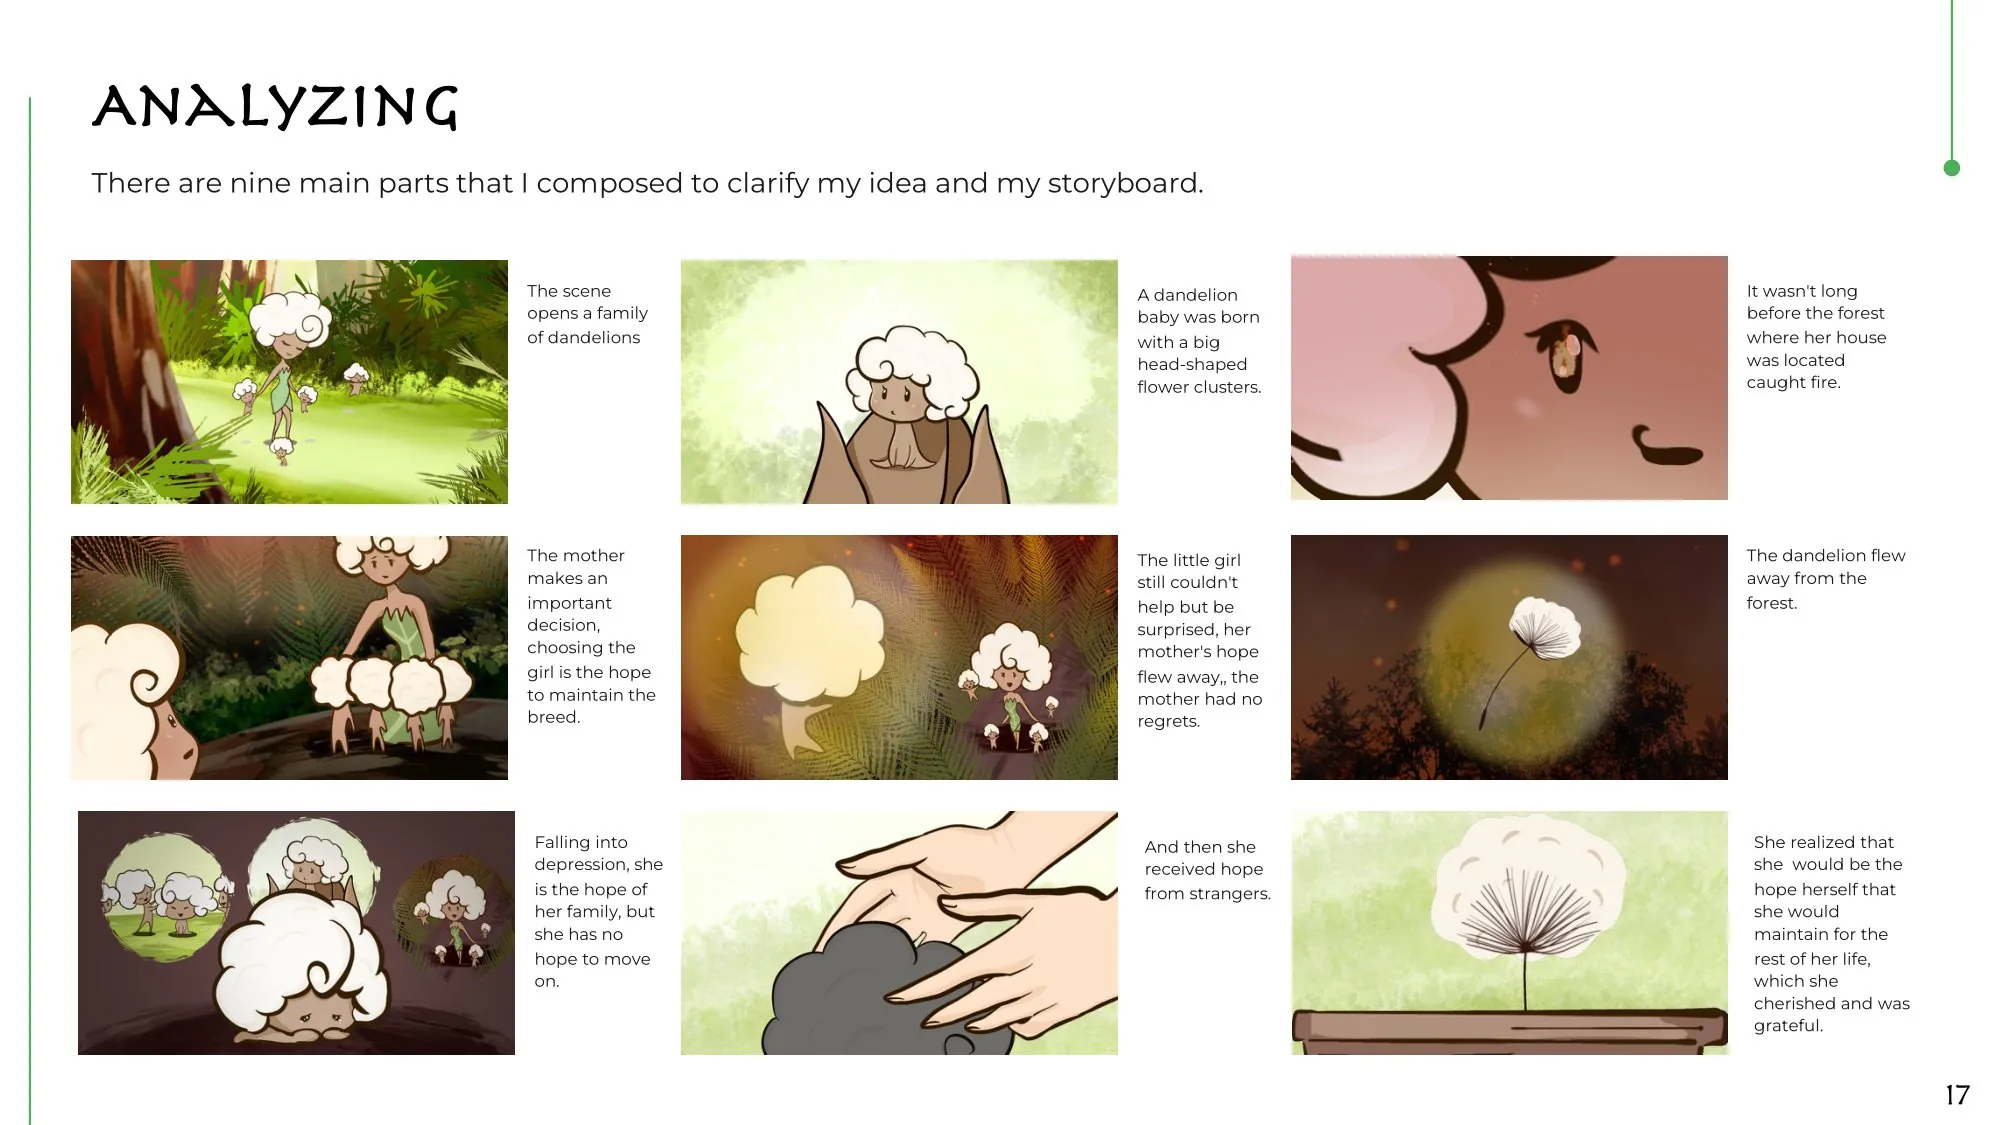 ANALYZING
There are nine main parts that I composed to clarify my idea and my storyboard.
The scene
opens a family
of dandelions
A dandelion
baby was born
with a big
head-shaped
flower clusters.
It wasn't long
before the forest
where her house
was located
caught fire.
The mother
makes an
important
decision,
choosing the
girl is the hope
to maintain the
breed.
The little girl
still couldn't
help but be
surprised, her
mother's hope
flew away,, the
mother had no
regrets.
The dandelion flew
away from the
forest.
Falling into
depression, she
is the hope of
her family, but
she has no
hope to move
on.
And then she
received hope
from strangers.
She realized that
she  would be the
hope herself that
she would
maintain for the
rest of her life,
which she
cherished and was
grateful.
17